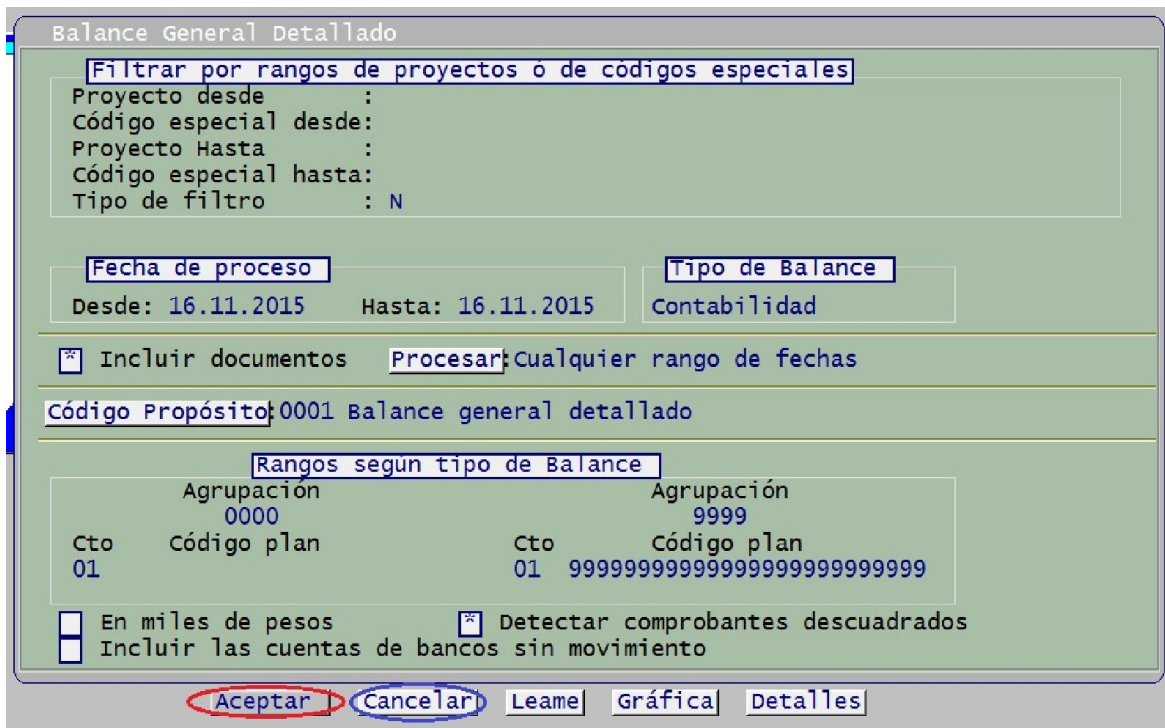 Balance General Detallado
Filtrar por rangos de proyectos ó de códigos especiales
Proyecto desde :
Código especial desde:
Proyecto Hasta :
Código especial hasta:
Tipo de filtro : N
Fecha de proceso Tipo de Balance
Desde: 16.11.2015 Hasta: 16.11.2015 Contabilidad
* Incluir documentos Procesar:Cualquier rango de fechas
Código Propósito:0001 Balance general detallado
Rangos según tipo de Balance
Agrupación Agrupación
0000 9999
Cto Código plan Cto Código plan
01 01 9999999999999999999999999
En miles de pesos * Detectar comprobantes descuadrados
Incluir las cuentas de bancos sin movimiento
Aceptar Cancelar Leame Gráfica Detalles